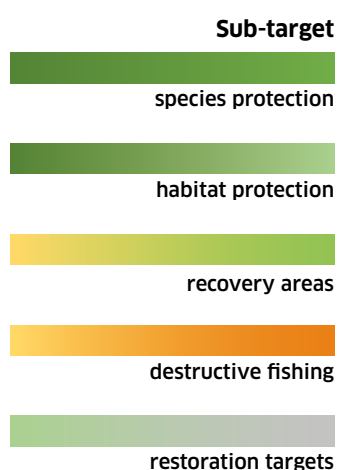 Sub-target
species protection
habitat protection
recovery areas
destructive fishing
restoration targets